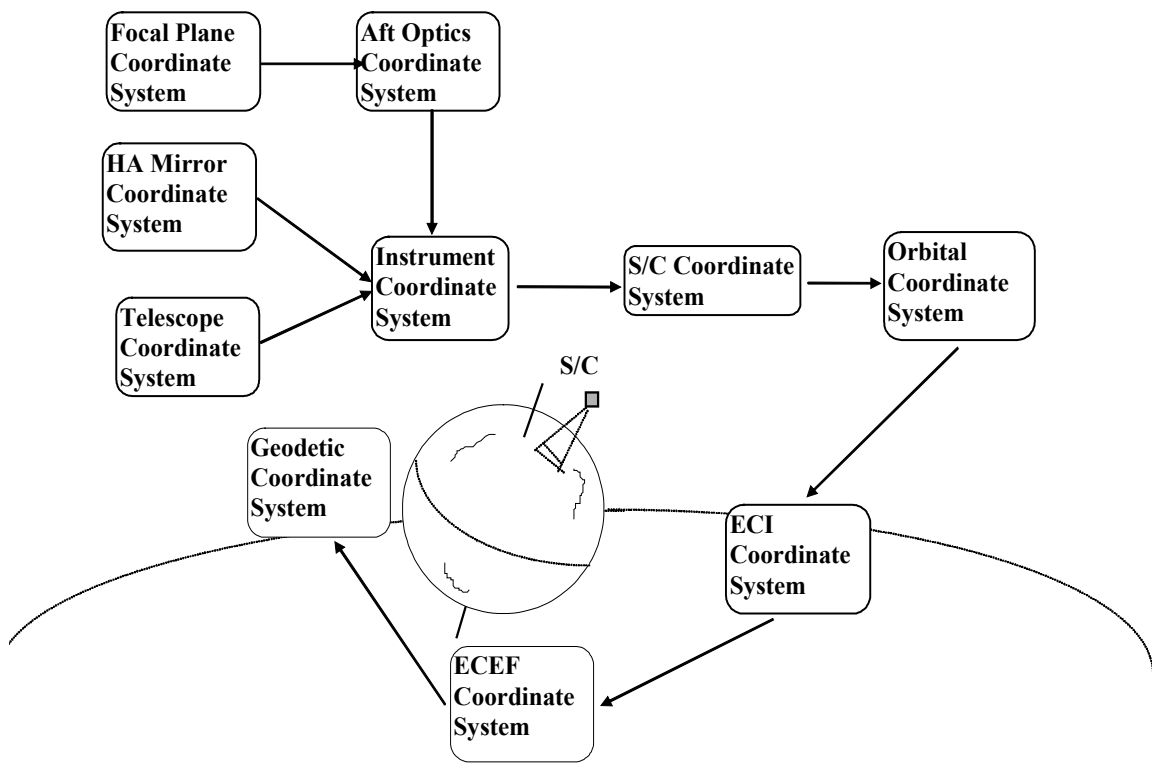 Focal Plane
Coordinate
System
Aft Optics
Coordinate
System
HA Mirror
Coordinate
System
Instrument
Coordinate
System
S/C Coordinate
System
Orbital
Coordinate
System
Telescope
Coordinate
System
S/C
Geodetic
Coordinate
System
ECI
Coordinate
System
ECEF
Coordinate
System